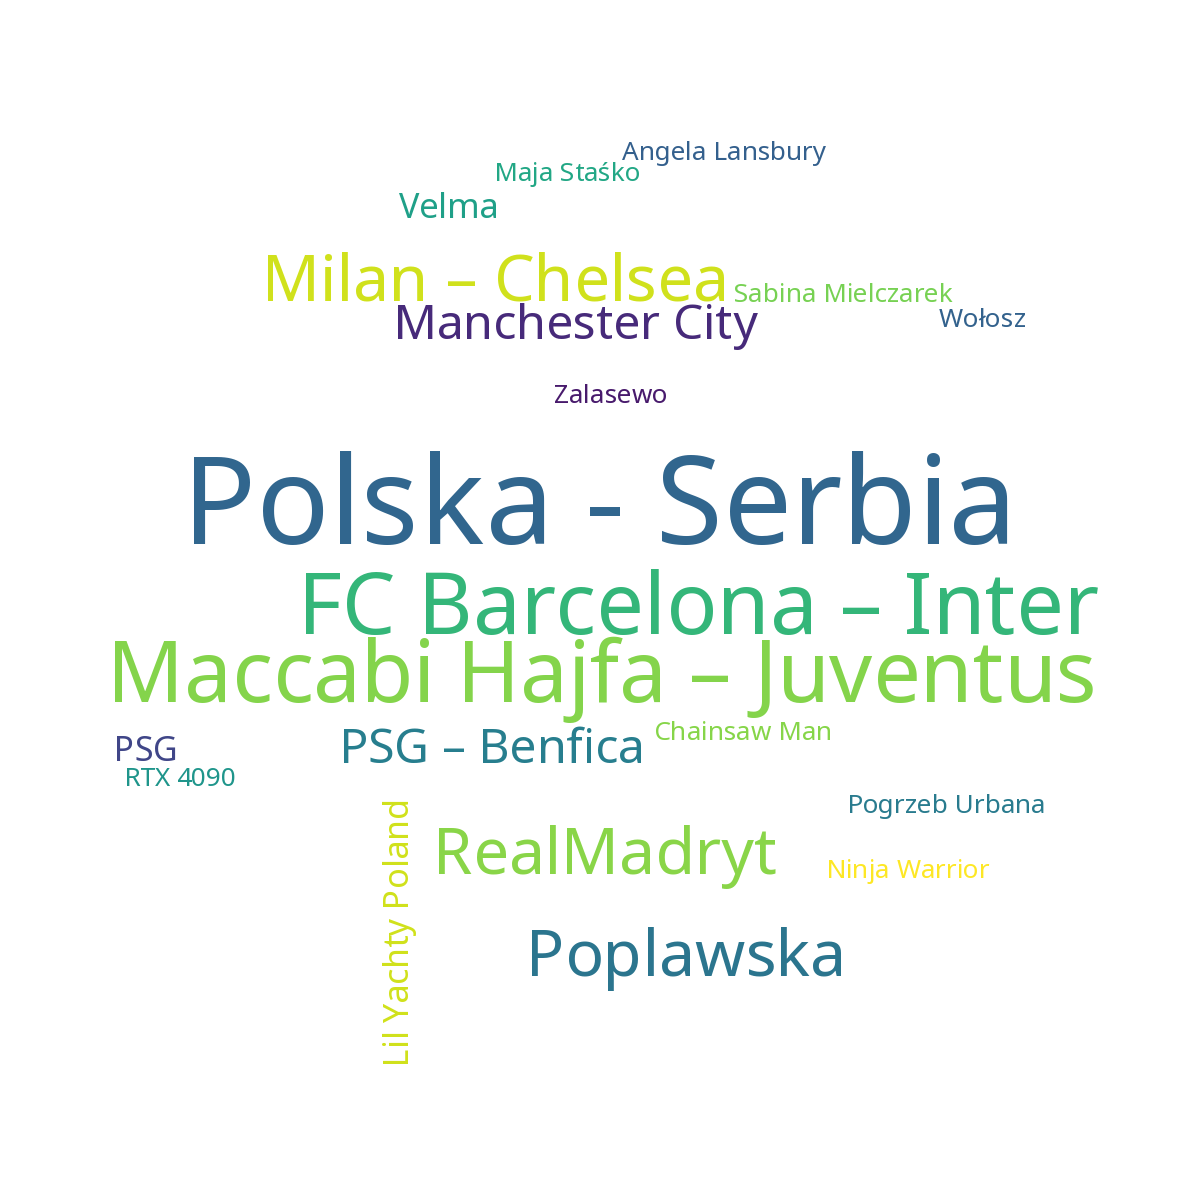 Angela Lansbury
Maja Staśko
Velma
Milan – Chelsea
Sabina Mielczarek
Manchester City
Wołosz
Zalasewo
Polska - Serbia
FC Barcelona – Inter
Maccabi Hajfa – Juventus
PSG
PSG – Benfica
Chainsaw Man
RTX 4090
Pogrzeb Urbana
Lil Yachty Poland
RealMadryt
Ninja Warrior
Poplawska